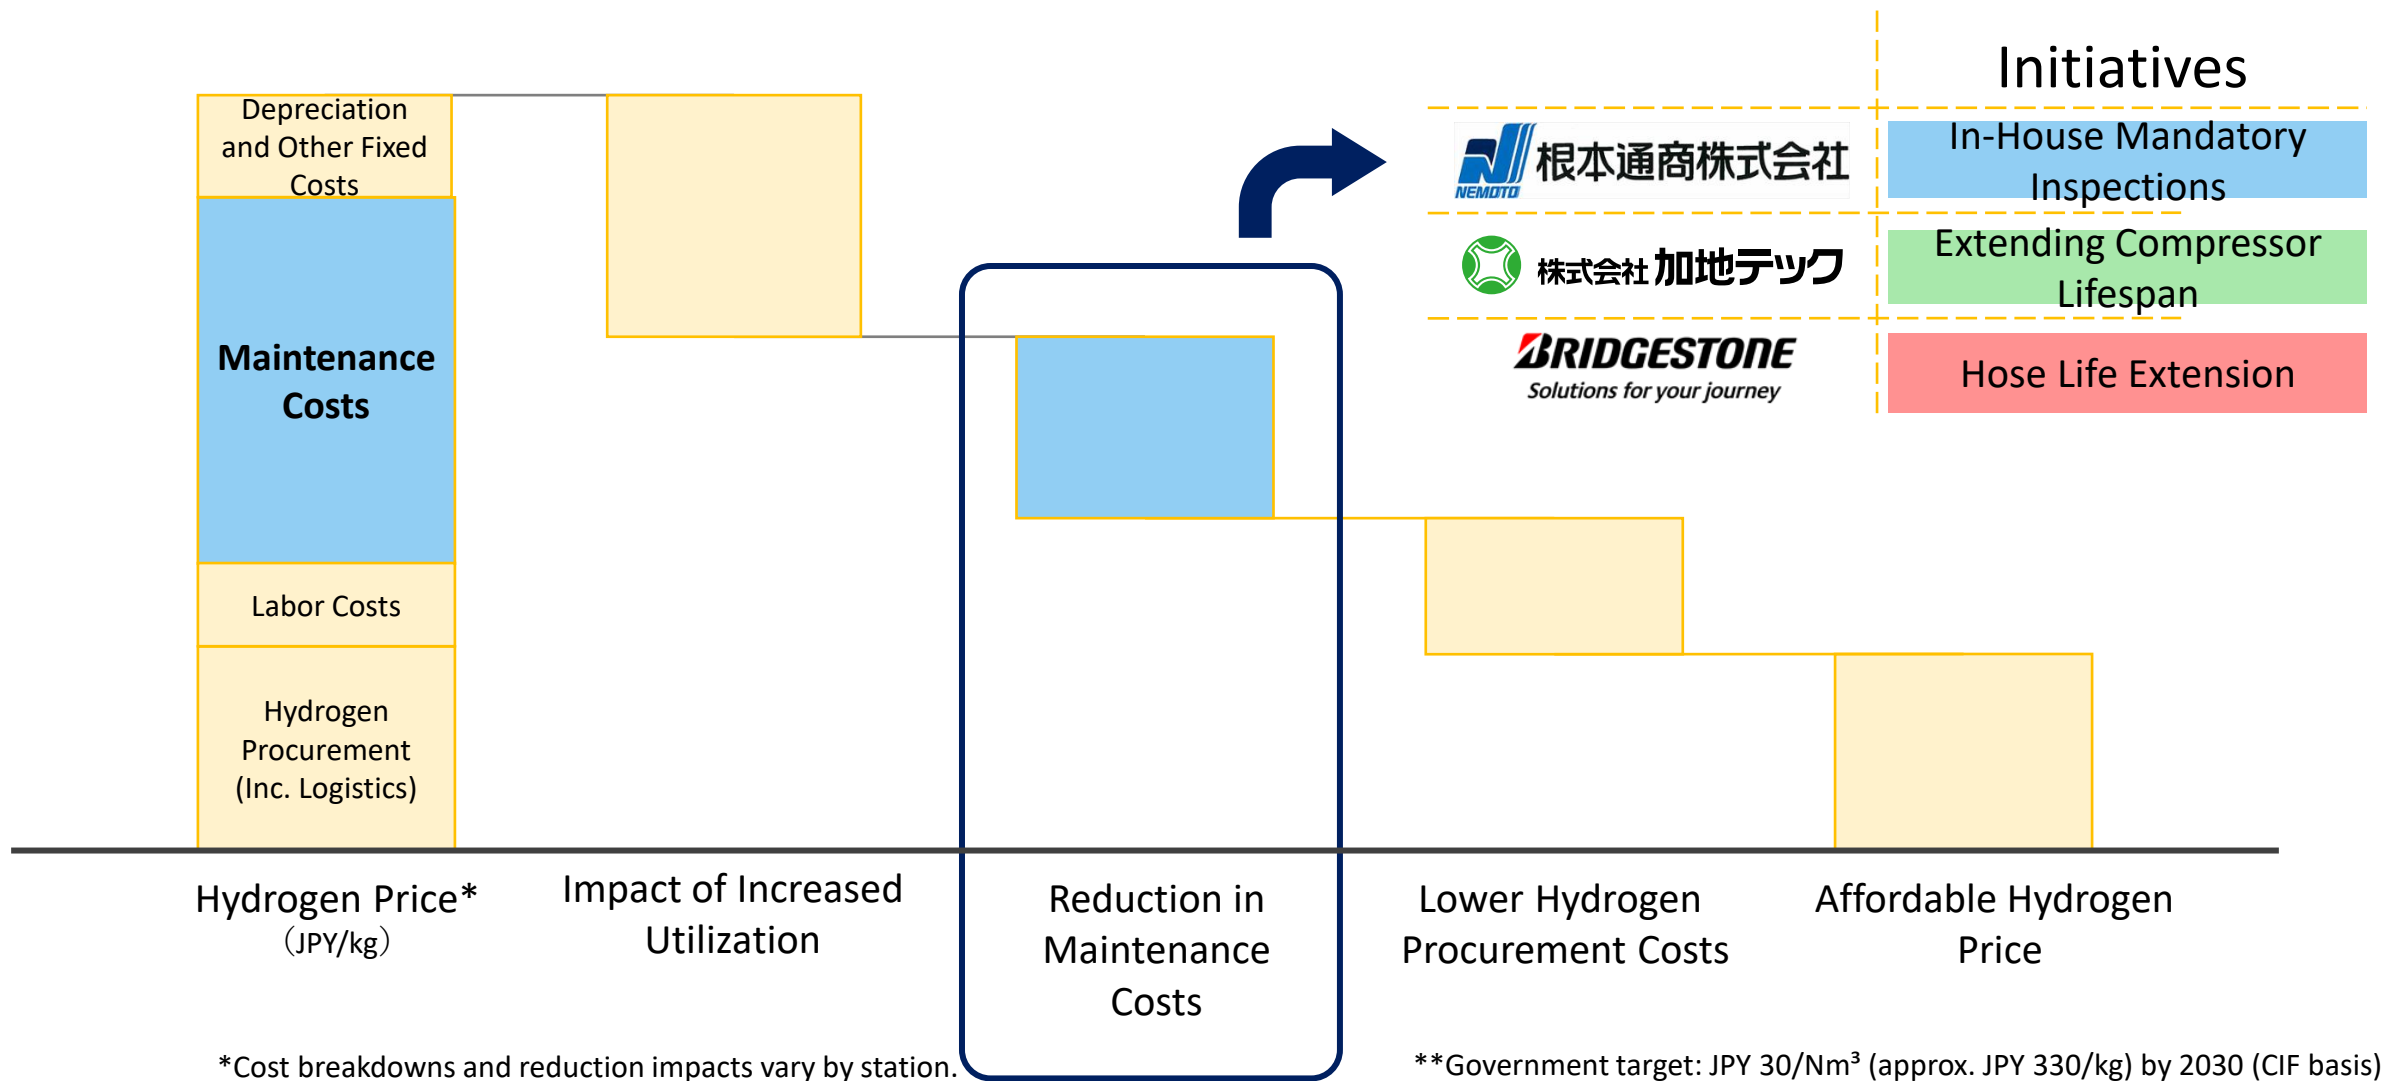 Initiatives
NEMOTO
根本通商株式会社
In-House Mandatory
Inspections
株式会社 加地テック
Extending Compressor
Lifespan
BRIDGESTONE
Solutions for your journey
Hose Life Extension
Depreciation
and Other Fixed
Costs
Maintenance
Costs
Labor Costs
Hydrogen
Procurement
(Inc. Logistics)
Hydrogen Price*
（JPY/kg）
Impact of Increased
Utilization
Reduction in
Maintenance
Costs
Lower Hydrogen
Procurement Costs
Affordable Hydrogen
Price
*Cost breakdowns and reduction impacts vary by station.
**Government target: JPY 30/Nm³ (approx. JPY 330/kg) by 2030 (CIF basis)